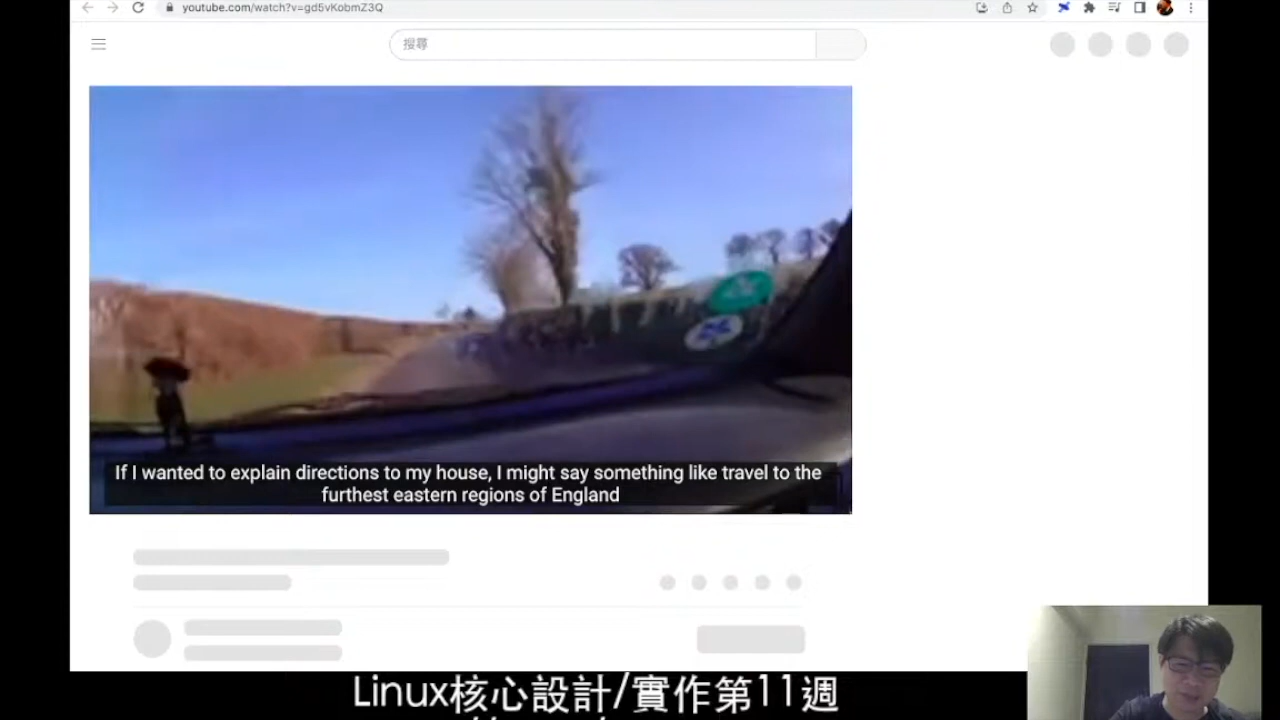 youtube.com/watch?v=gd5vKobmZ3Q
搜尋
If I wanted to explain directions to my house, I might say something like travel to the
furthest eastern regions of England
Linux核心設計/實作第11週